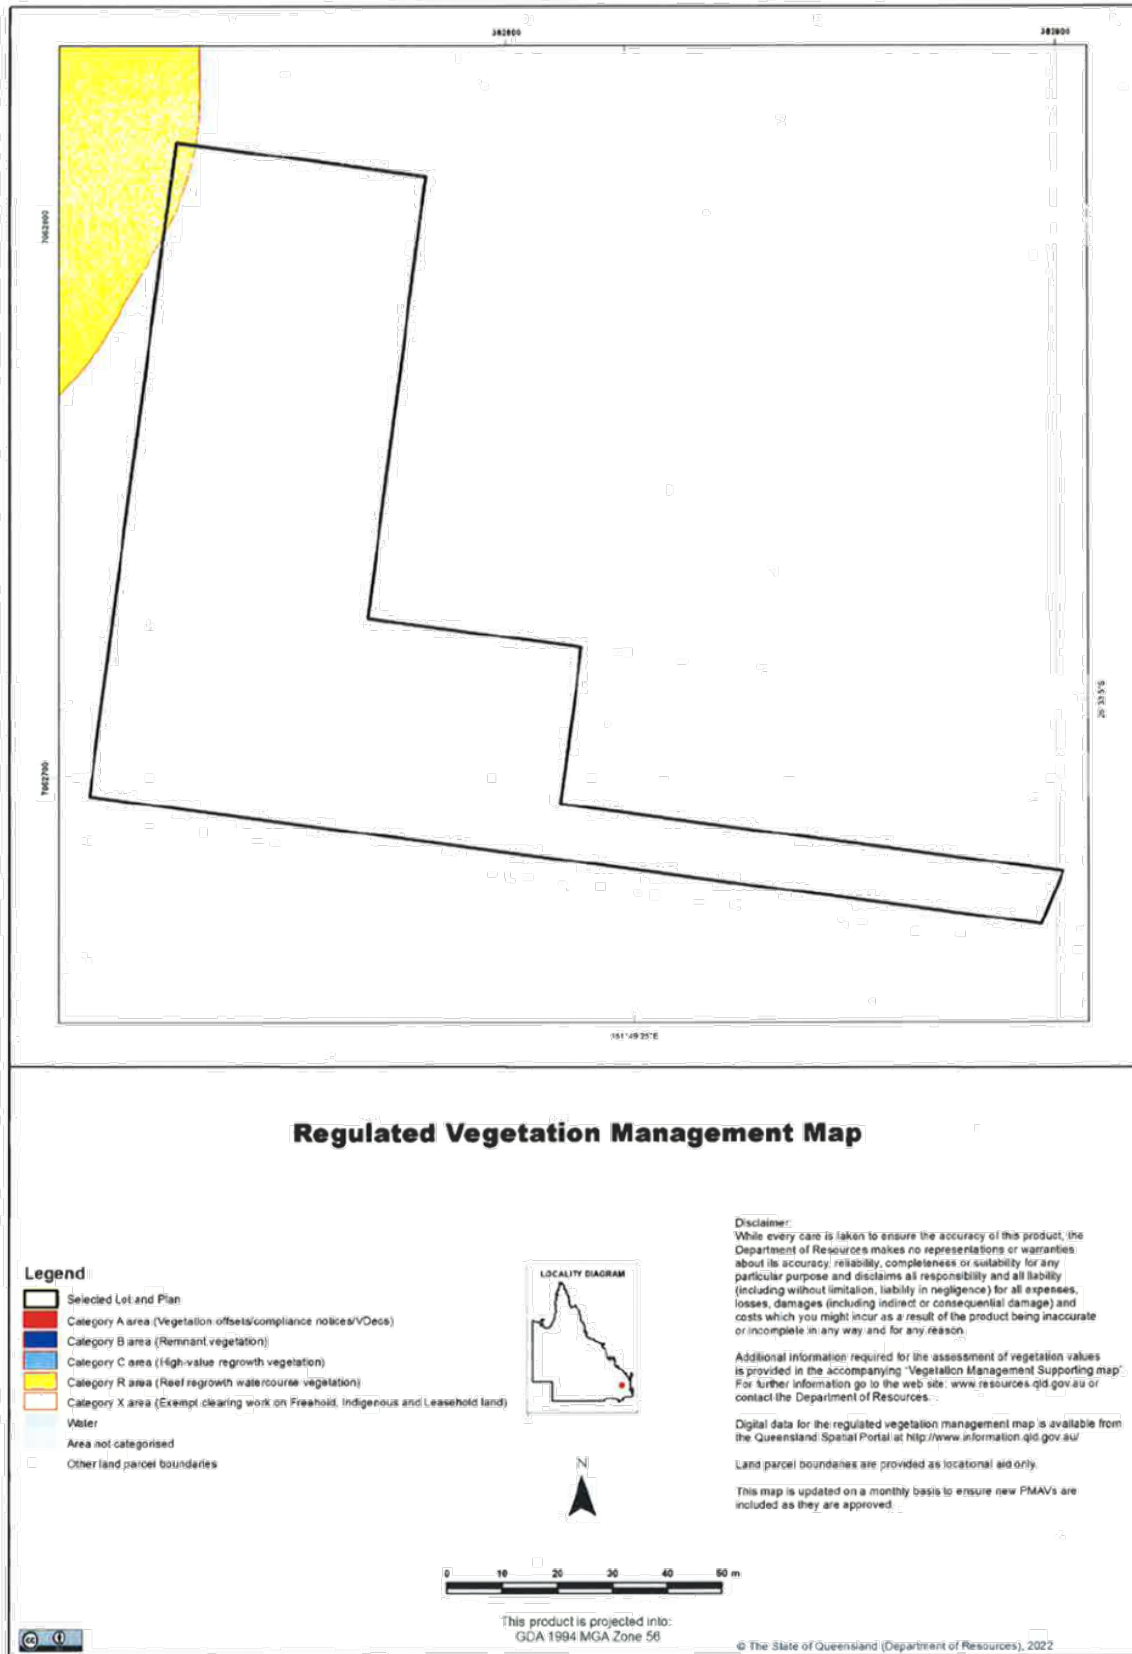 382800
382900
7062800
7062700
26°33'5"S
151°49'25"E
Regulated Vegetation Management Map
Legend
Selected Lot and Plan
Category A area (Vegetation offsets/compliance notices/VDecs)
Category B area (Remnant vegetation)
Category C area (High-value regrowth vegetation)
Category R area (Reef regrowth watercourse vegetation)
Category X area (Exempt clearing work on Freehold, Indigenous and Leasehold land)
Water
Area not categorised
Other land parcel boundaries
LOCALITY DIAGRAM
N
0 10 20 30 40 50 m
This product is projected into:
GDA 1994 MGA Zone 56
Disclaimer:
While every care is taken to ensure the accuracy of this product, the
Department of Resources makes no representations or warranties
about its accuracy, reliability, completeness or suitability for any
particular purpose and disclaims all responsibility and all liability
(including without limitation, liability in negligence) for all expenses,
losses, damages (including indirect or consequential damage) and
costs which you might incur as a result of the product being inaccurate
or incomplete in any way and for any reason.
Additional information required for the assessment of vegetation values
is provided in the accompanying "Vegetation Management Supporting map".
For further information go to the web site: www.resources.qld.gov.au or
contact the Department of Resources.
Digital data for the regulated vegetation management map is available from
the Queensland Spatial Portal at http://www.information.qld.gov.au/
Land parcel boundaries are provided as locational aid only.
This map is updated on a monthly basis to ensure new PMAVs are
included as they are approved.
cc
© The State of Queensland (Department of Resources), 2022